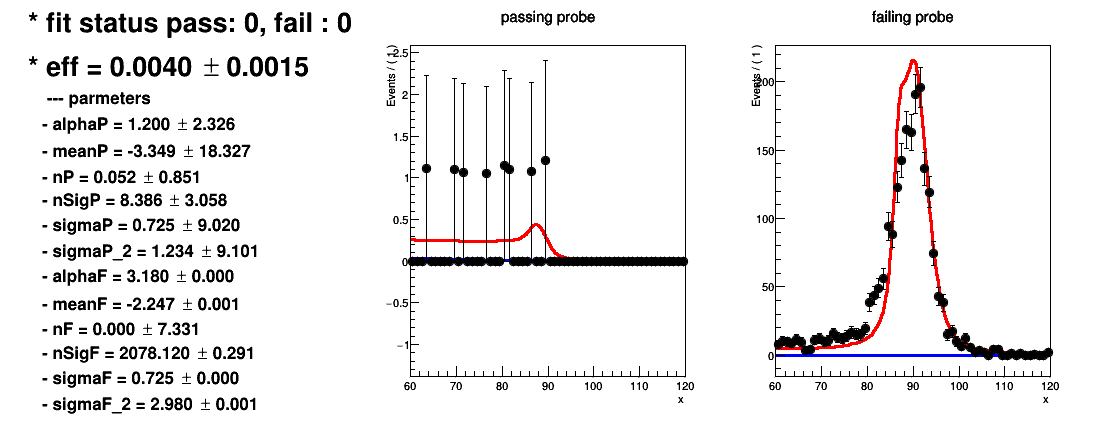 * fit status pass: 0, fail : 0
* eff = 0.0040 ± 0.0015
--- parmeters
- alphaP = 1.200 ± 2.326
- meanP = -3.349 ± 18.327
- nP = 0.052 ± 0.851
- nSigP = 8.386 ± 3.058
- sigmaP = 0.725 ± 9.020
- sigmaP_2 = 1.234 ± 9.101
- alphaF = 3.180 ± 0.000
- meanF = -2.247 ± 0.001
- nF = 0.000 ± 7.331
- nSigF = 2078.120 ± 0.291
- sigmaF = 0.725 ± 0.000
- sigmaF_2 = 2.980 ± 0.001
passing probe
Events / ( 1 )
2.5
2
1.5
1
0.5
0
−0.5
−1
60 70 80 90 100 110 120
x
failing probe
Events / ( 1 )
200
150
100
50
0
60 70 80 90 100 110 120
x